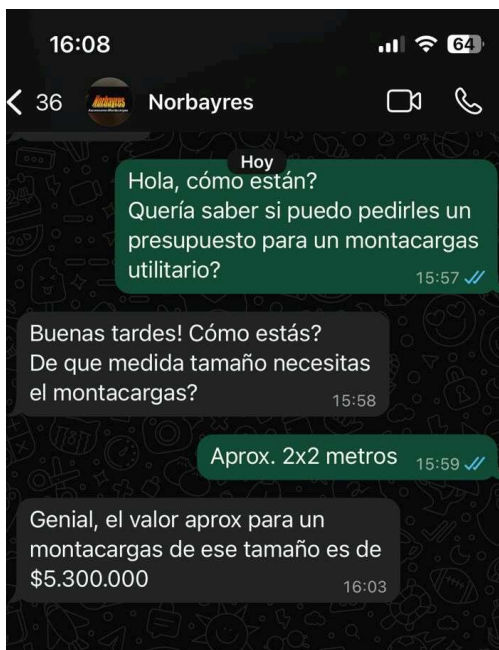 16:08
64
36
Norbayres
Norbayres
Hoy
Hola, cómo están?
Quería saber si puedo pedirles un
presupuesto para un montacargas
utilitario?
15:57
Buenas tardes! Cómo estás?
De que medida tamaño necesitas
el montacargas?
15:58
Aprox. 2x2 metros
15:59
Genial, el valor aprox para un
montacargas de ese tamaño es de
$5.300.000
16:03